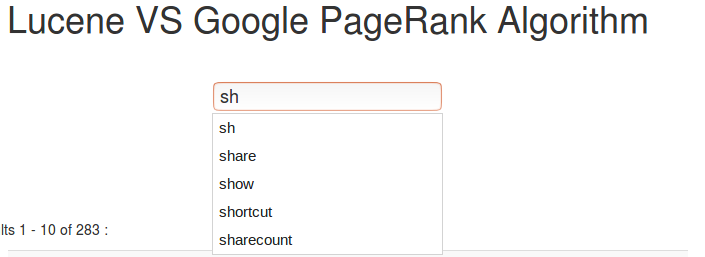 Lucene VS Google PageRank Algorithm
sh
sh
share
show
shortcut
lts 1 - 10 of 283 :
sharecount